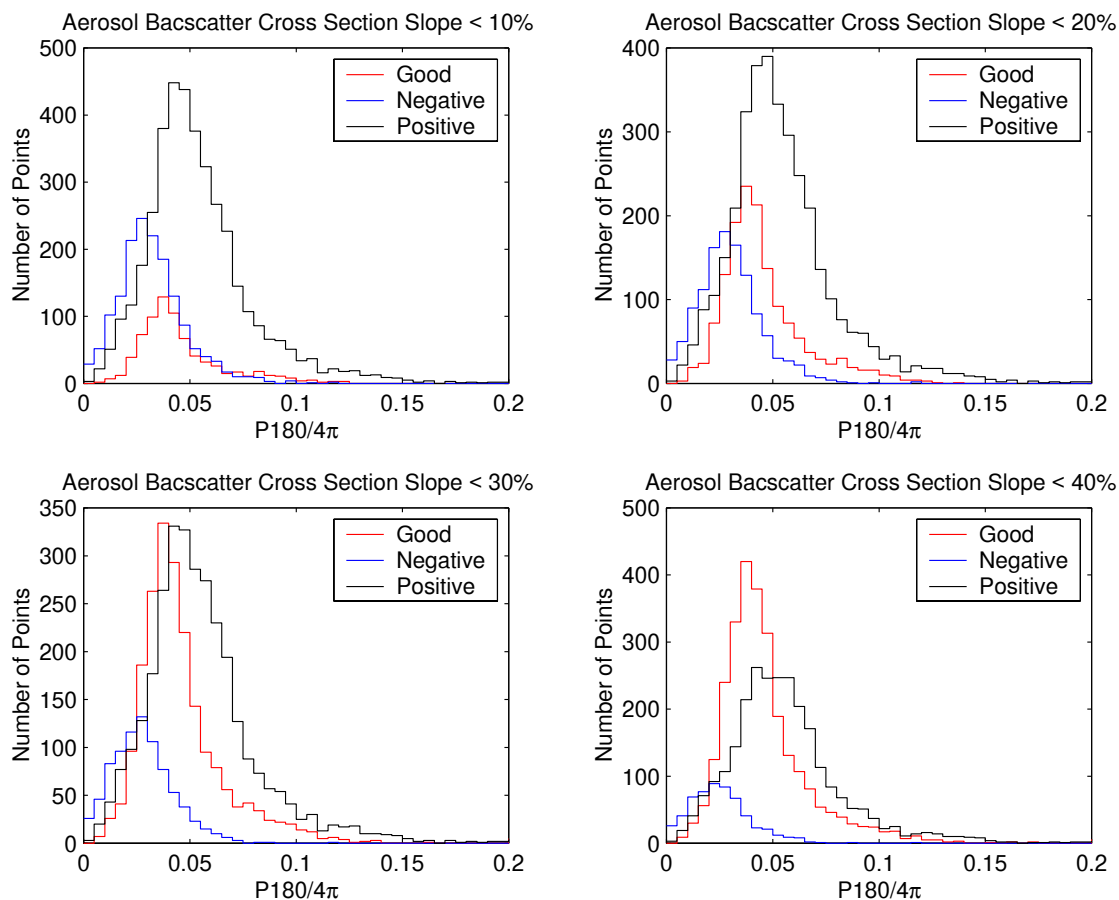 Aerosol Bacscatter Cross Section Slope < 10%
500
400
300
200
100
0
Number of Points
Good
Negative
Positive
0 0.05 0.1 0.15 0.2
P180/4π
Aerosol Bacscatter Cross Section Slope < 20%
400
300
200
100
0
Number of Points
Good
Negative
Positive
0 0.05 0.1 0.15 0.2
P180/4π
Aerosol Bacscatter Cross Section Slope < 30%
350
300
250
200
150
100
50
0
Number of Points
Good
Negative
Positive
0 0.05 0.1 0.15 0.2
P180/4π
Aerosol Bacscatter Cross Section Slope < 40%
500
400
300
200
100
0
Number of Points
Good
Negative
Positive
0 0.05 0.1 0.15 0.2
P180/4π